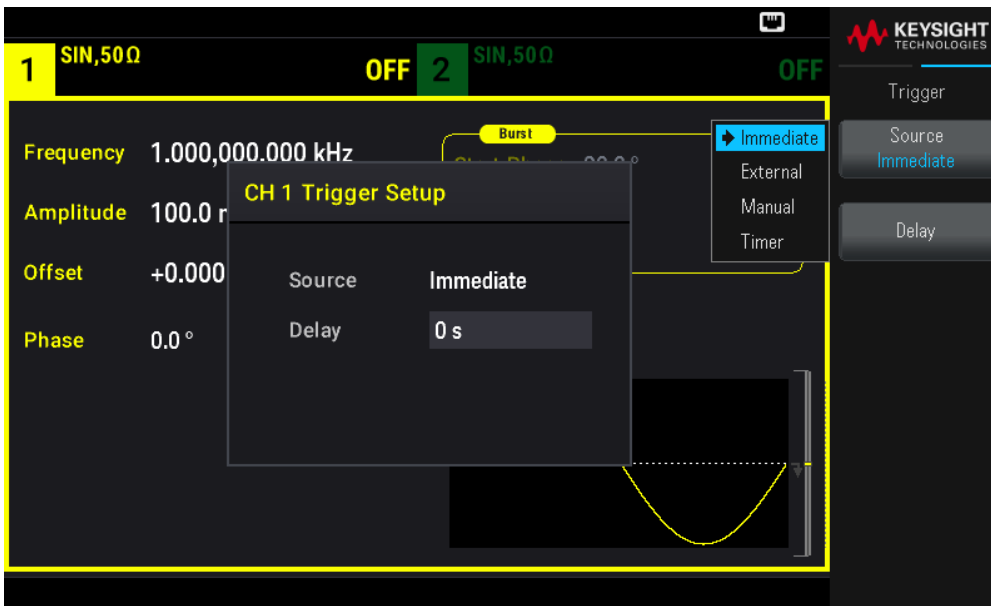 KEYSIGHT
TECHNOLOGIES
1 SIN,50Ω OFF
2 SIN,50Ω OFF
Trigger
Burst
Frequency 1.000,000.000 kHz
Amplitude 100.0
Offset +0.000
Phase 0.0 °
Start Phase
CH 1 Trigger Setup
Source Immediate
Delay 0 s
Immediate
External
Manual
Timer
Source
Immediate
Delay